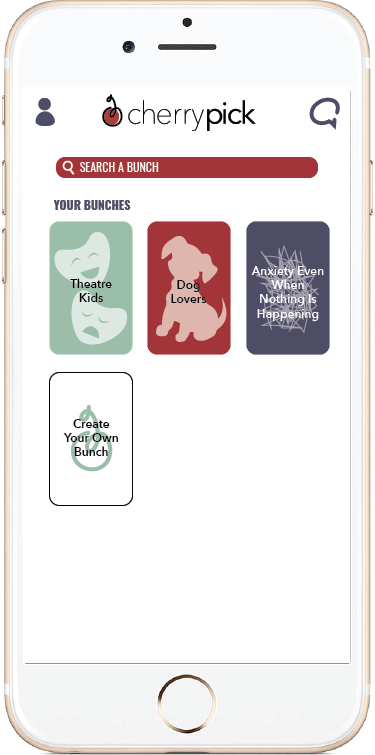 cherrypick
SEARCH A BUNCH
YOUR BUNCHES
Theatre
Kids
Dog
Lovers
Anxiety Even
When
Nothing Is
Happening
Create
Your Own
Bunch